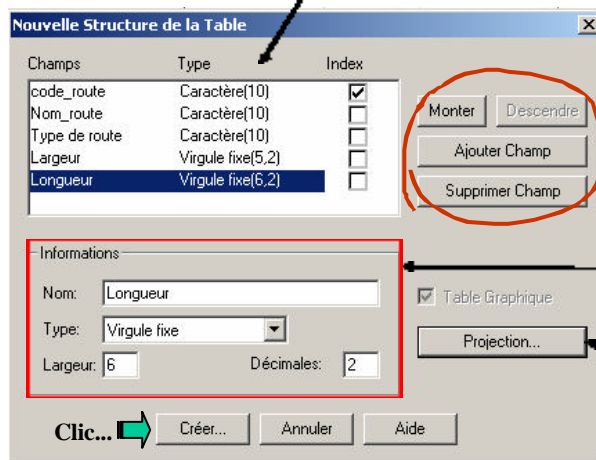 Nouvelle Structure de la Table
Champs Type Index
code_route Caractère(10)
Nom_route Caractère(10)
Type de route Caractère(10)
Largeur Virgule fixe(5,2)
Longueur Virgule fixe(6,2)
Monter Descendre
Ajouter Champ
Supprimer Champ
Informations
Nom: Longueur
Type: Virgule fixe
Largeur: 6 Décimales: 2
Table Graphique
Projection...
Clic... Créer... Annuler Aide